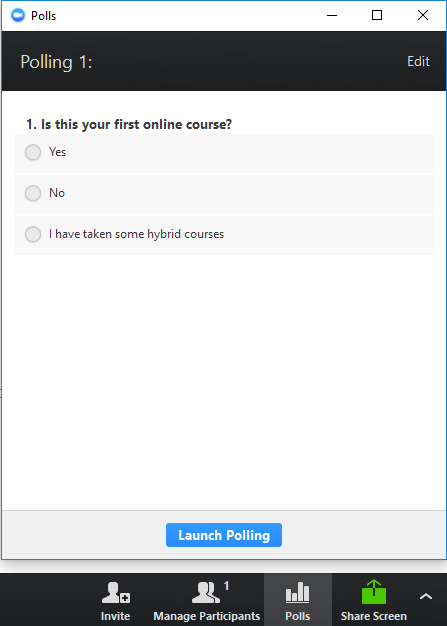 Polls
Polling 1:
Edit
1. Is this your first online course?
Yes
No
I have taken some hybrid courses
Launch Polling
1
Invite
Manage Participants
Polls
Share Screen